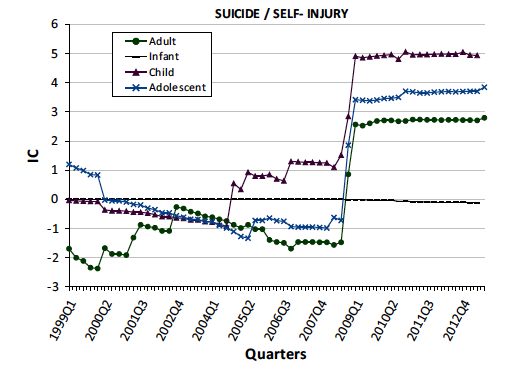 SUICIDE / SELF- INJURY
Adult
Infant
Child
Adolescent
IC
6
5
4
3
2
1
0
-1
-2
-3
1999Q1
2000Q2
2001Q3
2002Q4
2004Q1
2005Q2
2006Q3
2007Q4
2009Q1
2010Q2
2011Q3
2012Q4
Quarters